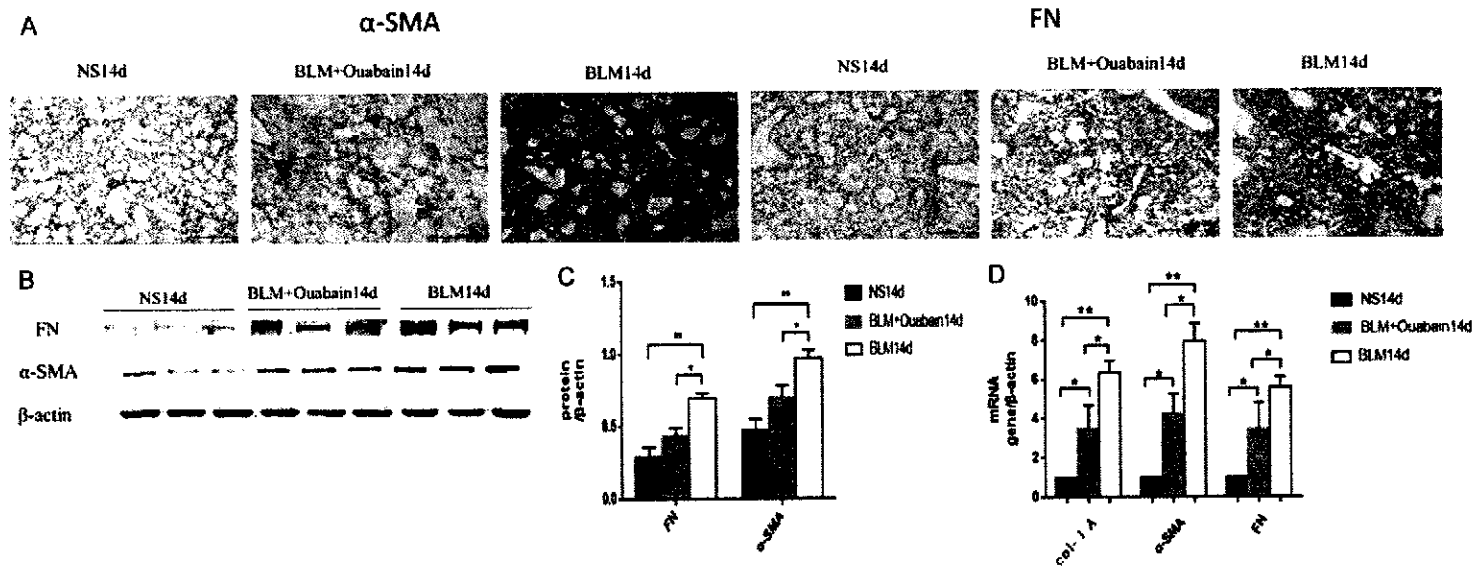 A
α-SMA
FN
NS14d
BLM+Ouabain14d
BLM14d
NS14d
BLM+Ouabain14d
BLM14d
B
NS14d
BLM+Ouabain14d
BLM14d
FN
α-SMA
β-actin
C
protein
/β-actin
1.5
1.0
0.5
0.0
**
*
**
*
FN
α-SMA
NS14d
BLM+Ouabain14d
BLM14d
D
mRNA
gene/β-actin
10
8
6
4
2
0
**
*
*
**
*
*
**
*
*
col-1A
α-SMA
FN
NS14d
BLM+Ouabain14d
BLM14d